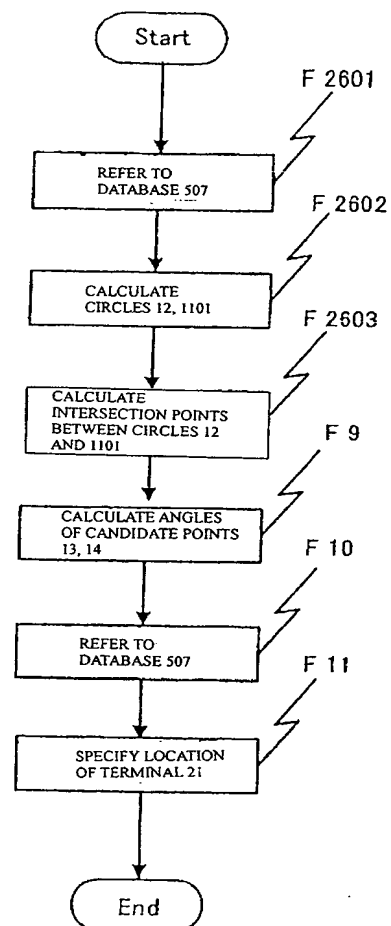 Start
F 2601
REFER TO
DATABASE 507
F 2602
CALCULATE
CIRCLES 12, 1101
F 2603
CALCULATE
INTERSECTION POINTS
BETWEEN CIRCLES 12
AND 1101
F 9
CALCULATE ANGLES
OF CANDIDATE POINTS
13, 14
F 10
REFER TO
DATABASE 507
F 11
SPECIFY LOCATION
OF TERMINAL 21
End